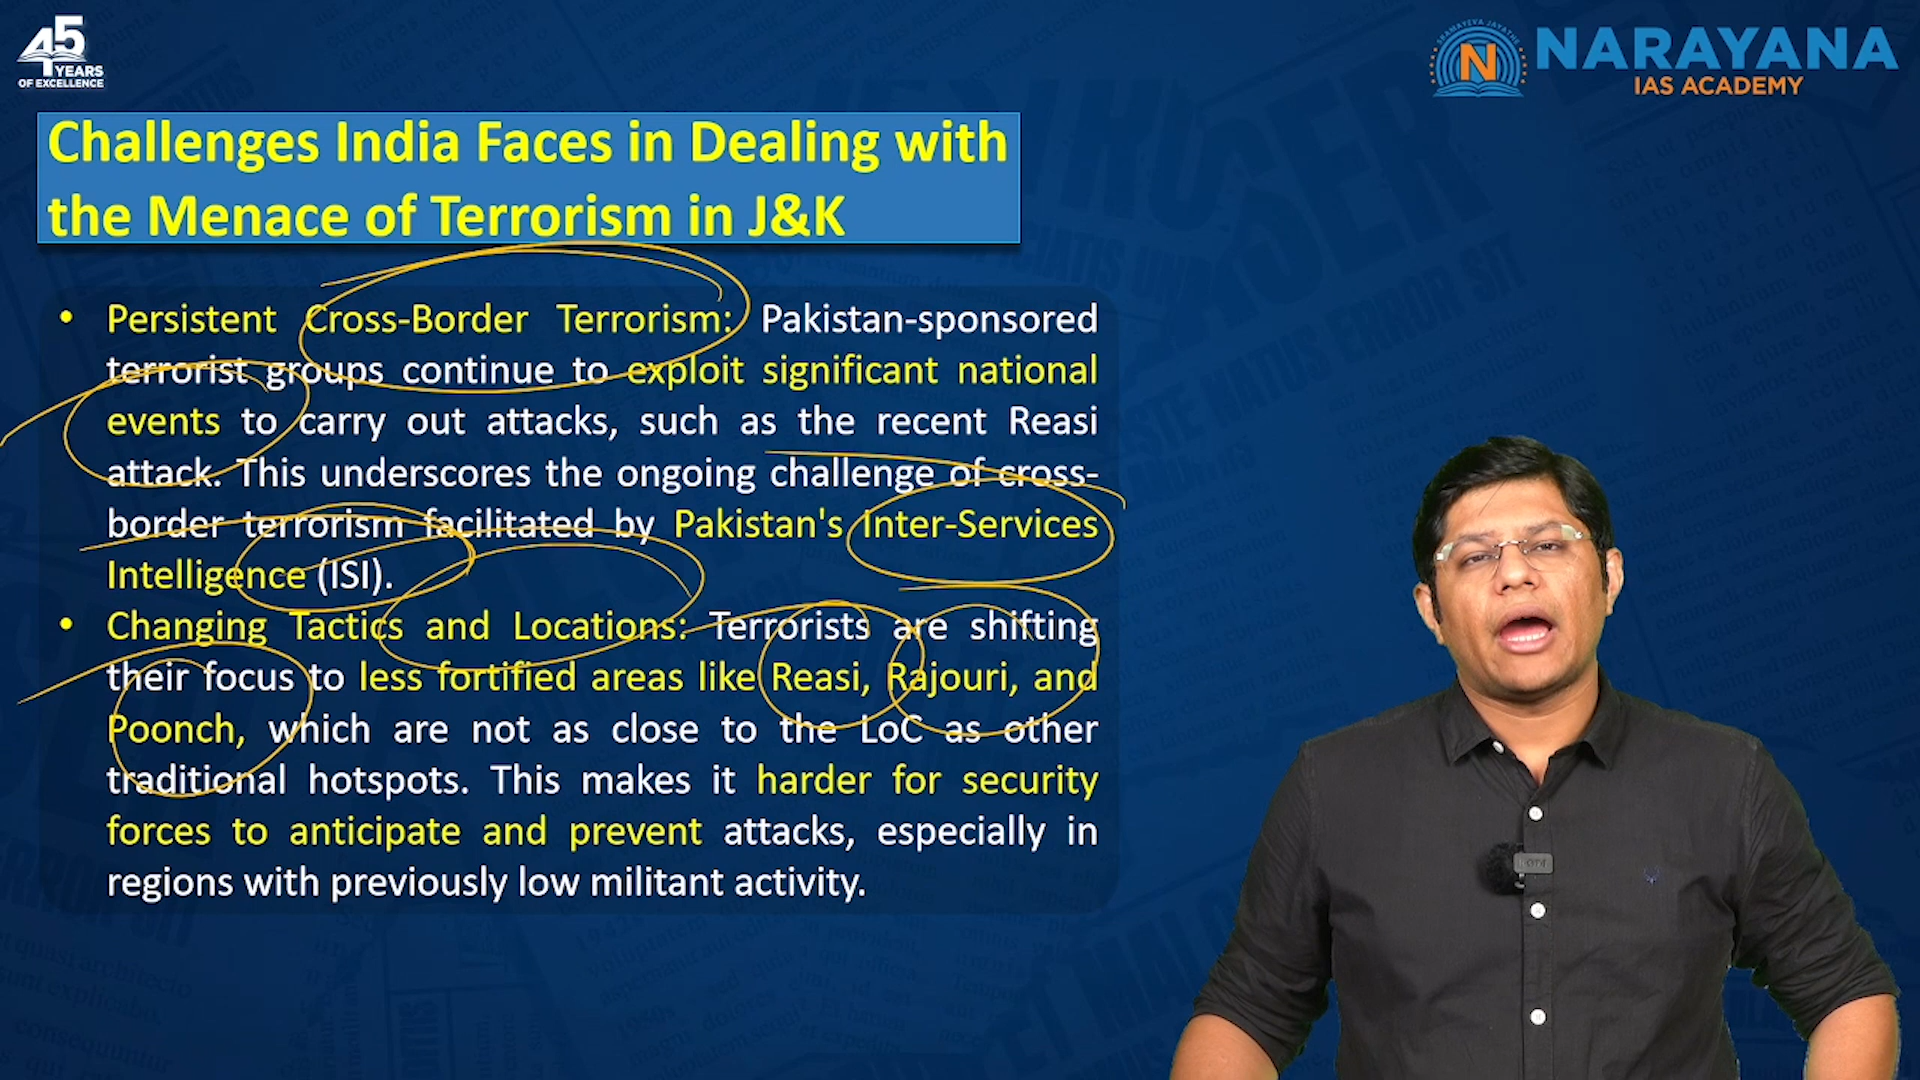 45
YEARS
OF EXCELLENCE
NARAYANA
IAS ACADEMY
N
Challenges India Faces in Dealing with
the Menace of Terrorism in J&K
• Persistent Cross-Border Terrorism: Pakistan-sponsored
terrorist groups continue to exploit significant national
events to carry out attacks, such as the recent Reasi
attack. This underscores the ongoing challenge of cross-
border terrorism facilitated by Pakistan's Inter-Services
Intelligence (ISI).
• Changing Tactics and Locations: Terrorists are shifting
their focus to less fortified areas like Reasi, Rajouri, and
Poonch, which are not as close to the LoC as other
traditional hotspots. This makes it harder for security
forces to anticipate and prevent attacks, especially in
regions with previously low militant activity.